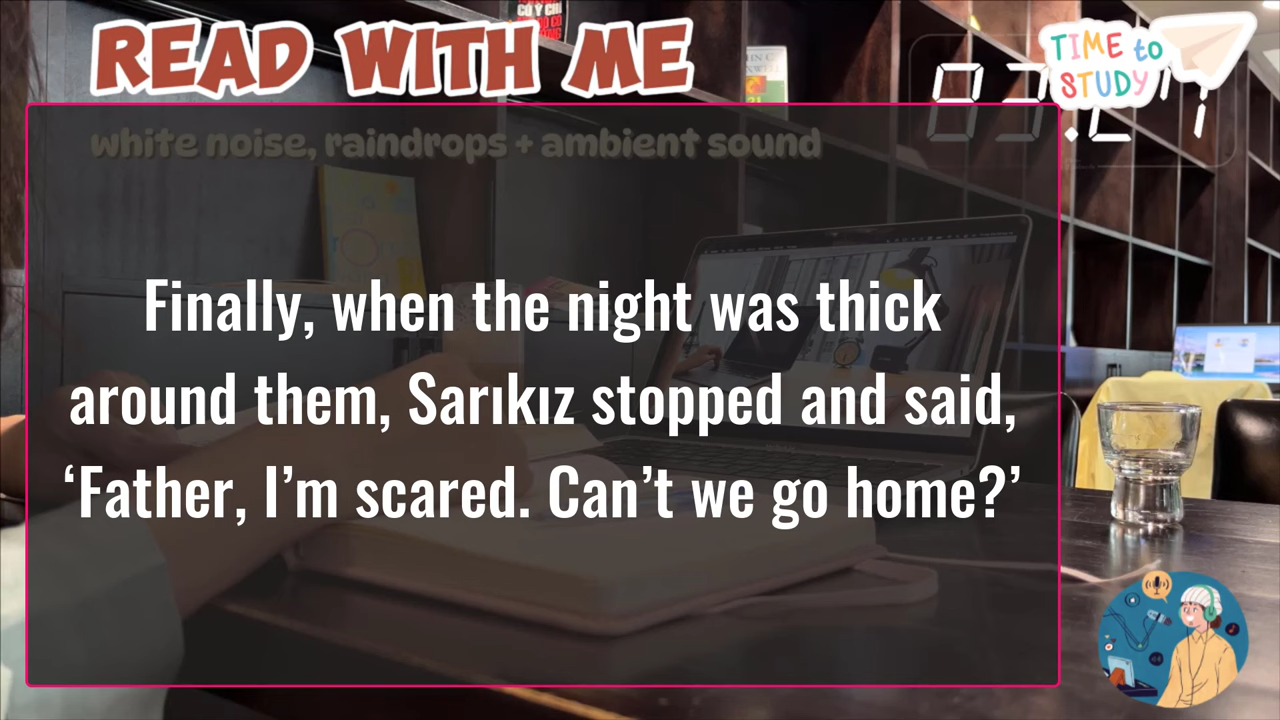 READ WITH ME
TIME to
STUDY
white noise, raindrops + ambient sound
Finally, when the night was thick
around them, Sarıkız stopped and said,
‘Father, I’m scared. Can’t we go home?’